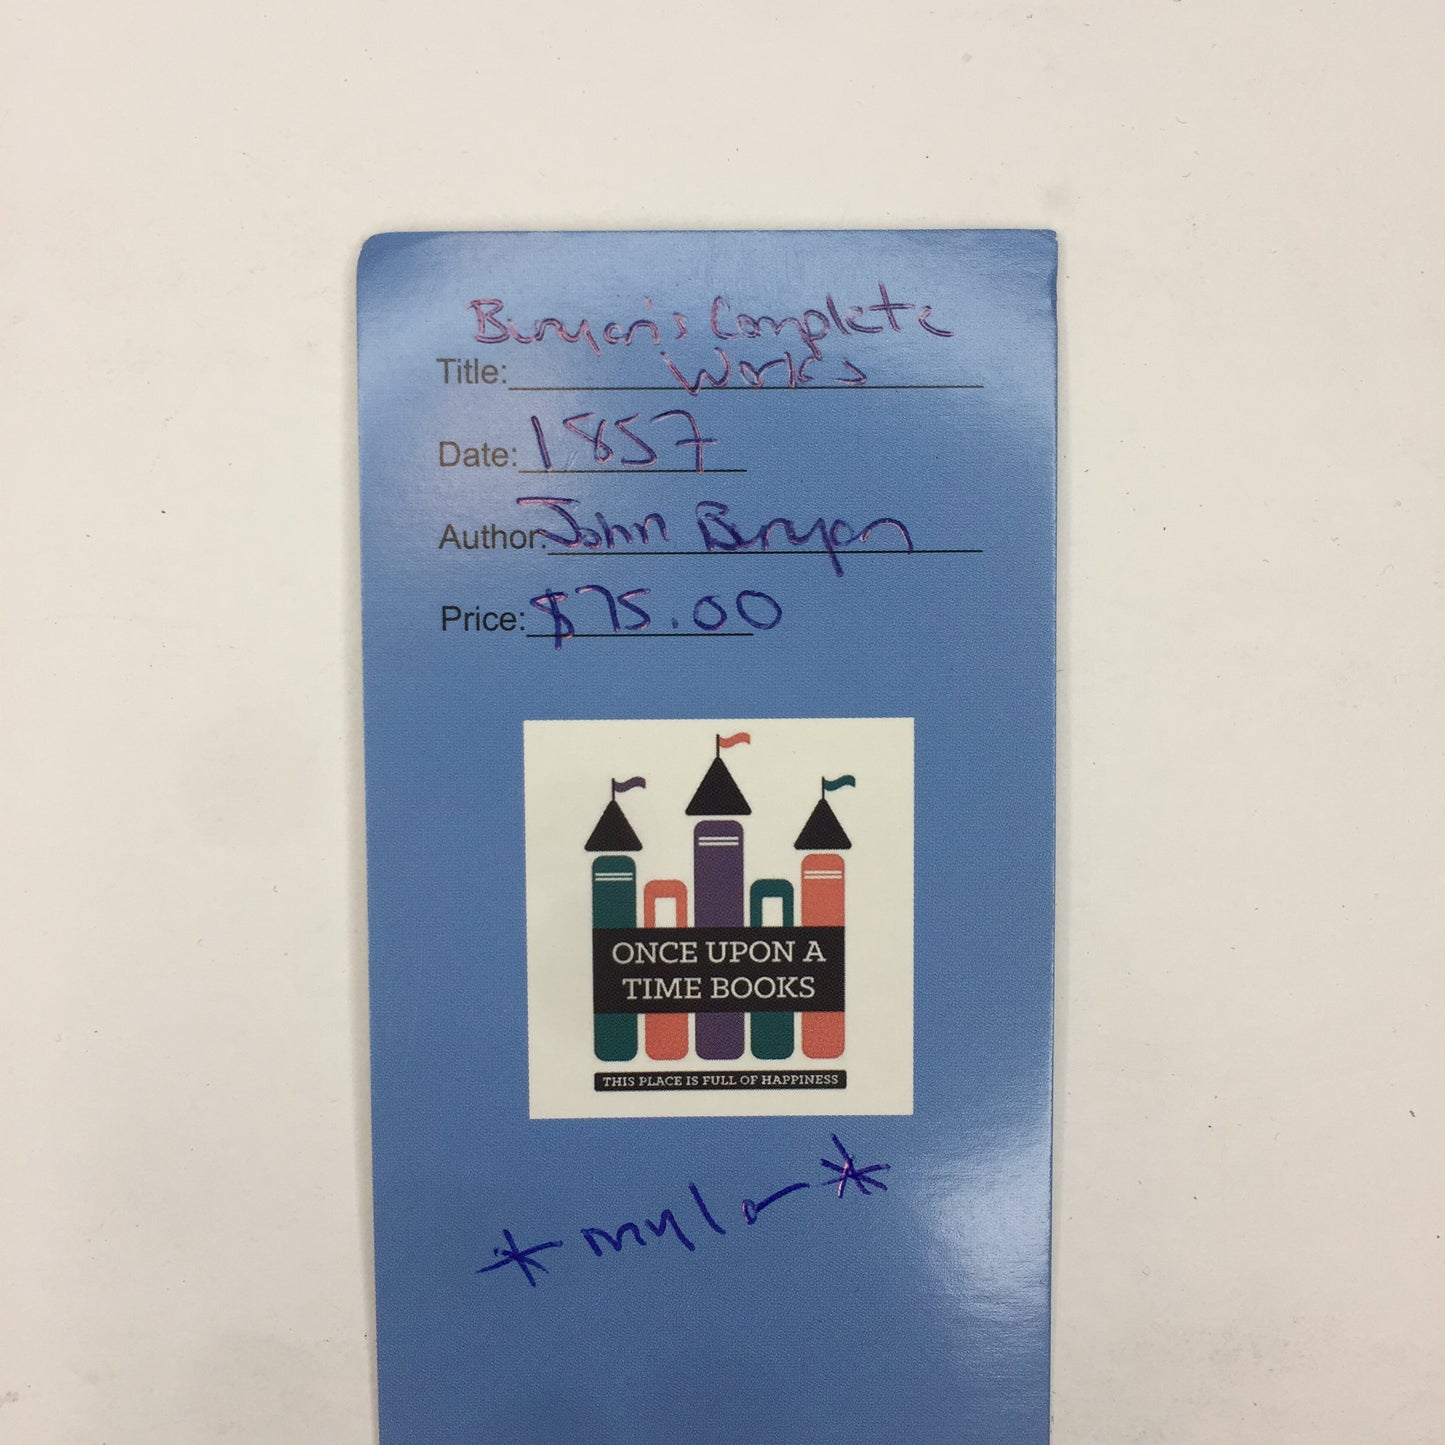 Bunyan's Complete
Title: Works
Date: 1857
Author: John Bunyan
Price: $75.00
ONCE UPON A
TIME BOOKS
THIS PLACE IS FULL OF HAPPINESS
*mylar*